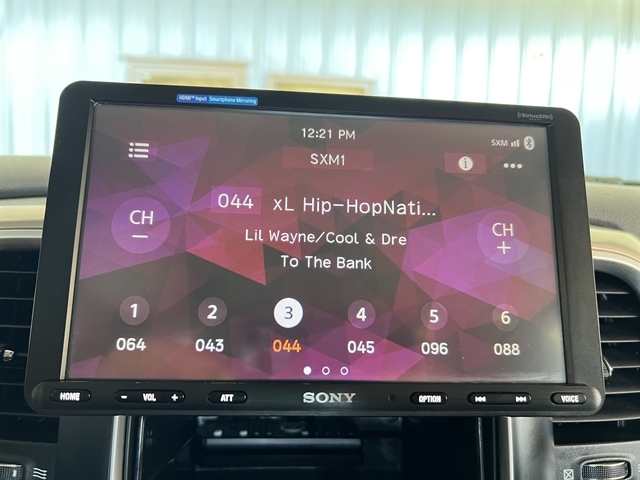 HDMI™ Input Smartphone Mirroring
SiriusXM
12:21 PM
SXM
SXM1
044 xL Hip-HopNati...
CH
−
CH
+
Lil Wayne/Cool & Dre
To The Bank
1 2 3 4 5 6
064 043 044 045 096 088
HOME − VOL + ATT SONY OPTION VOICE